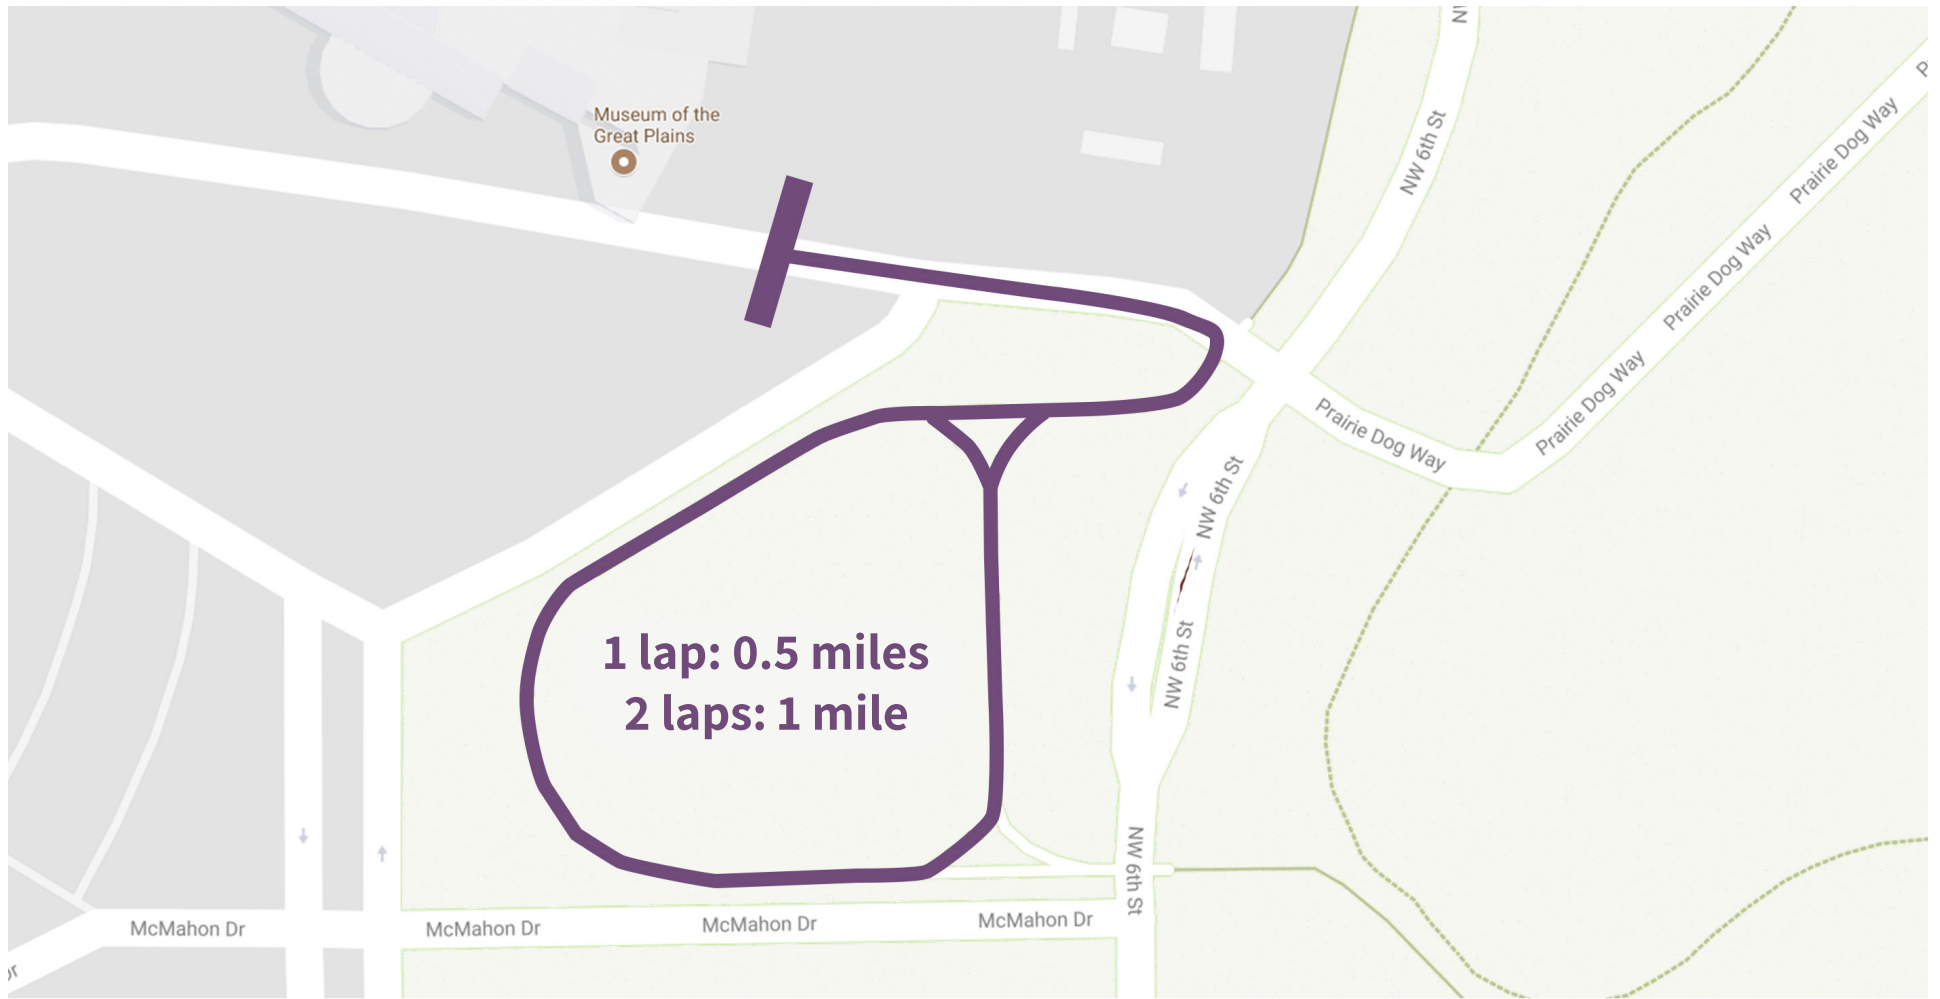 Museum of the
Great Plains
NW 6th St
Prairie Dog Way
Prairie Dog Way
Prairie Dog Way
Prairie Dog Way
NW 6th St
NW 6th St
1 lap: 0.5 miles
2 laps: 1 mile
NW 6th St
McMahon Dr
McMahon Dr
McMahon Dr
McMahon Dr